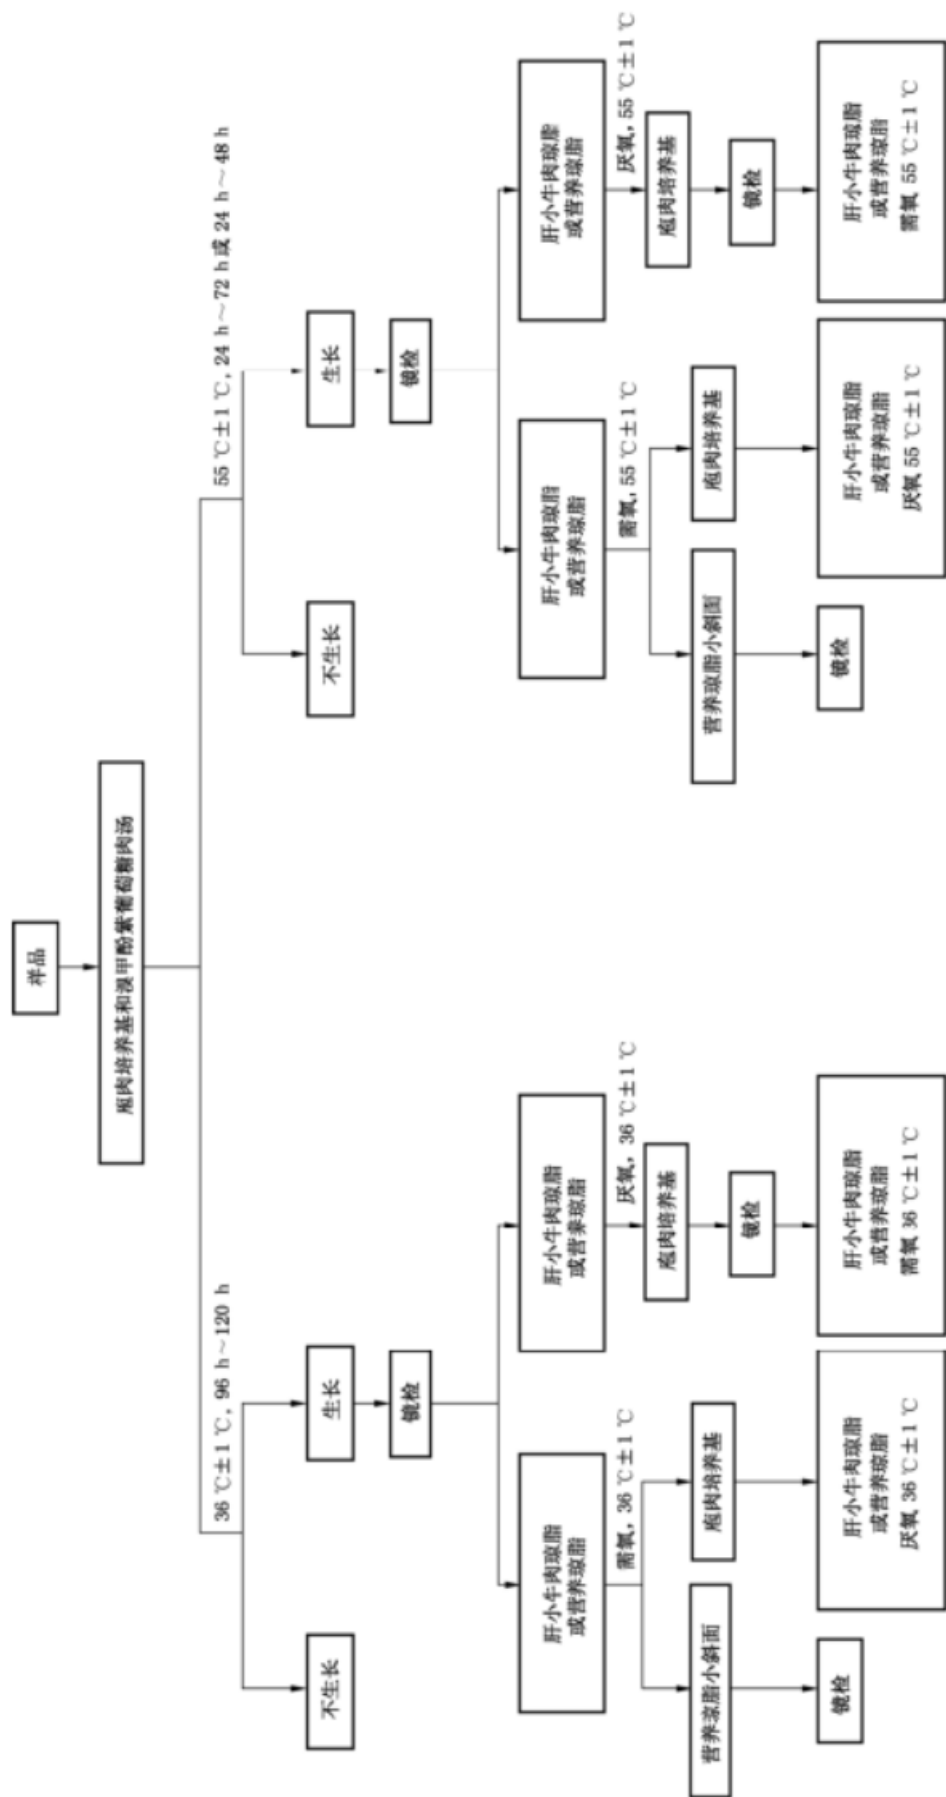 样品
庖肉培养基和溴甲酚紫葡萄糖肉汤
36 ℃±1 ℃, 96 h～120 h
55 ℃±1 ℃, 24 h～72 h 或 24 h～48 h
不生长
生长
不生长
生长
镜检
镜检
肝小牛肉琼脂
或营养琼脂
肝小牛肉琼脂
或营养琼脂
肝小牛肉琼脂
或营养琼脂
肝小牛肉琼脂
或营养琼脂
需氧, 36 ℃±1 ℃
厌氧, 36 ℃±1 ℃
需氧, 55 ℃±1 ℃
厌氧, 55 ℃±1 ℃
庖肉培养基
庖肉培养基
营养琼脂小斜面
庖肉培养基
镜检
营养琼脂小斜面
庖肉培养基
镜检
镜检
肝小牛肉琼脂
或营养琼脂
厌氧 36 ℃±1 ℃
肝小牛肉琼脂
或营养琼脂
需氧 36 ℃±1 ℃
镜检
肝小牛肉琼脂
或营养琼脂
厌氧 55 ℃±1 ℃
肝小牛肉琼脂
或营养琼脂
需氧 55 ℃±1 ℃